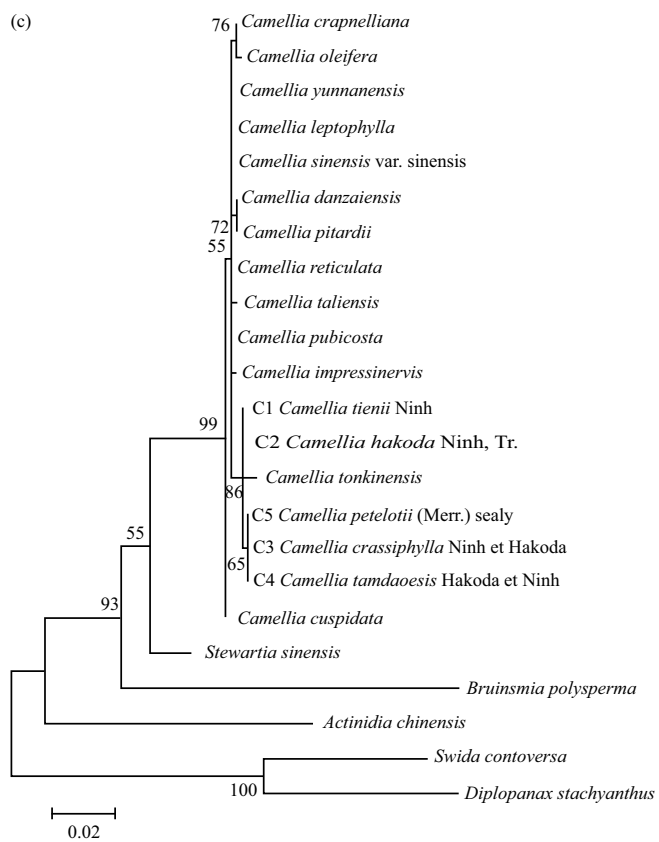 (c)
76
Camellia crapnelliana
Camellia oleifera
Camellia yunnanensis
Camellia leptophylla
Camellia sinensis var. sinensis
Camellia danzaiensis
72
Camellia pitardii
55
Camellia reticulata
Camellia taliensis
Camellia pubicosta
Camellia impressinervis
C1 Camellia tienii Ninh
99
C2 Camellia hakoda Ninh, Tr.
Camellia tonkinensis
86
C5 Camellia petelotii (Merr.) sealy
55
C3 Camellia crassiphylla Ninh et Hakoda
65
C4 Camellia tamdaoesis Hakoda et Ninh
93
Camellia cuspidata
Stewartia sinensis
Bruinsmia polysperma
Actinidia chinensis
Swida contoversa
100
Diplopanax stachyanthus
0.02